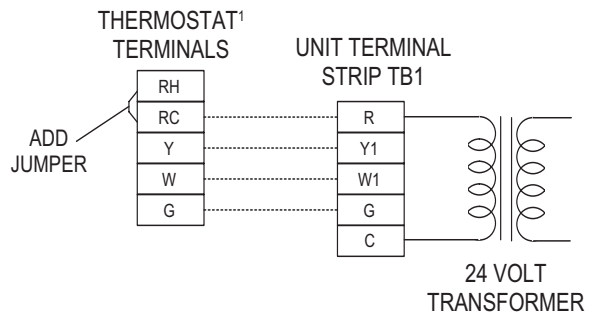 THERMOSTAT¹
TERMINALS
UNIT TERMINAL
STRIP TB1
RH
RC
Y
W
G
ADD
JUMPER
R
Y1
W1
G
C
24 VOLT
TRANSFORMER